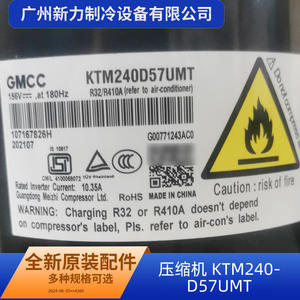 广州新力制冷设备有限公司
GMCC
KTM240D57UMT
156V⎓, at 180Hz
R32/R410A (refer to air-conditioner)
107167826H
202107
G00771243AC0
CM/L 4100068072
Rated Inverter Current: 10.35A
Guangdong Meizhi Compressor Ltd.
RoHS
MADE IN CHINA
Caution: risk of fire
Warning: Charging R32 or R410A doesn't depend
on compressor's label, Pls. refer to air-con's label.
全新原装配件
多种规格可选
压缩机 KTM240-
D57UMT